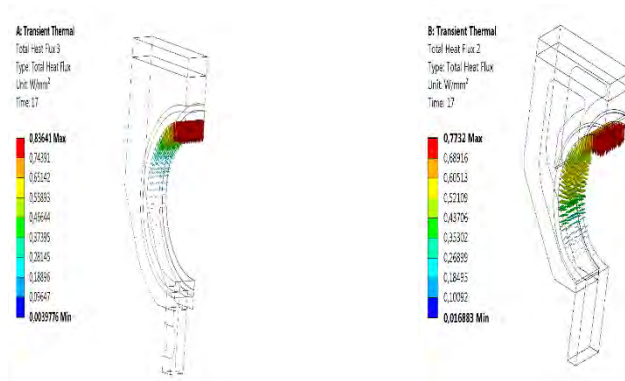 A: Transient Thermal
Total Heat Flux 3
Type: Total Heat Flux
Unit: W/mm²
Time: 17
0,83641 Max
0,74391
0,65142
0,55893
0,46644
0,37395
0,28145
0,18896
0,09647
0,0039776 Min
B: Transient Thermal
Total Heat Flux 2
Type: Total Heat Flux
Unit: W/mm²
Time: 17
0,7732 Max
0,68916
0,60513
0,52109
0,43706
0,35302
0,26899
0,18495
0,10092
0,016883 Min